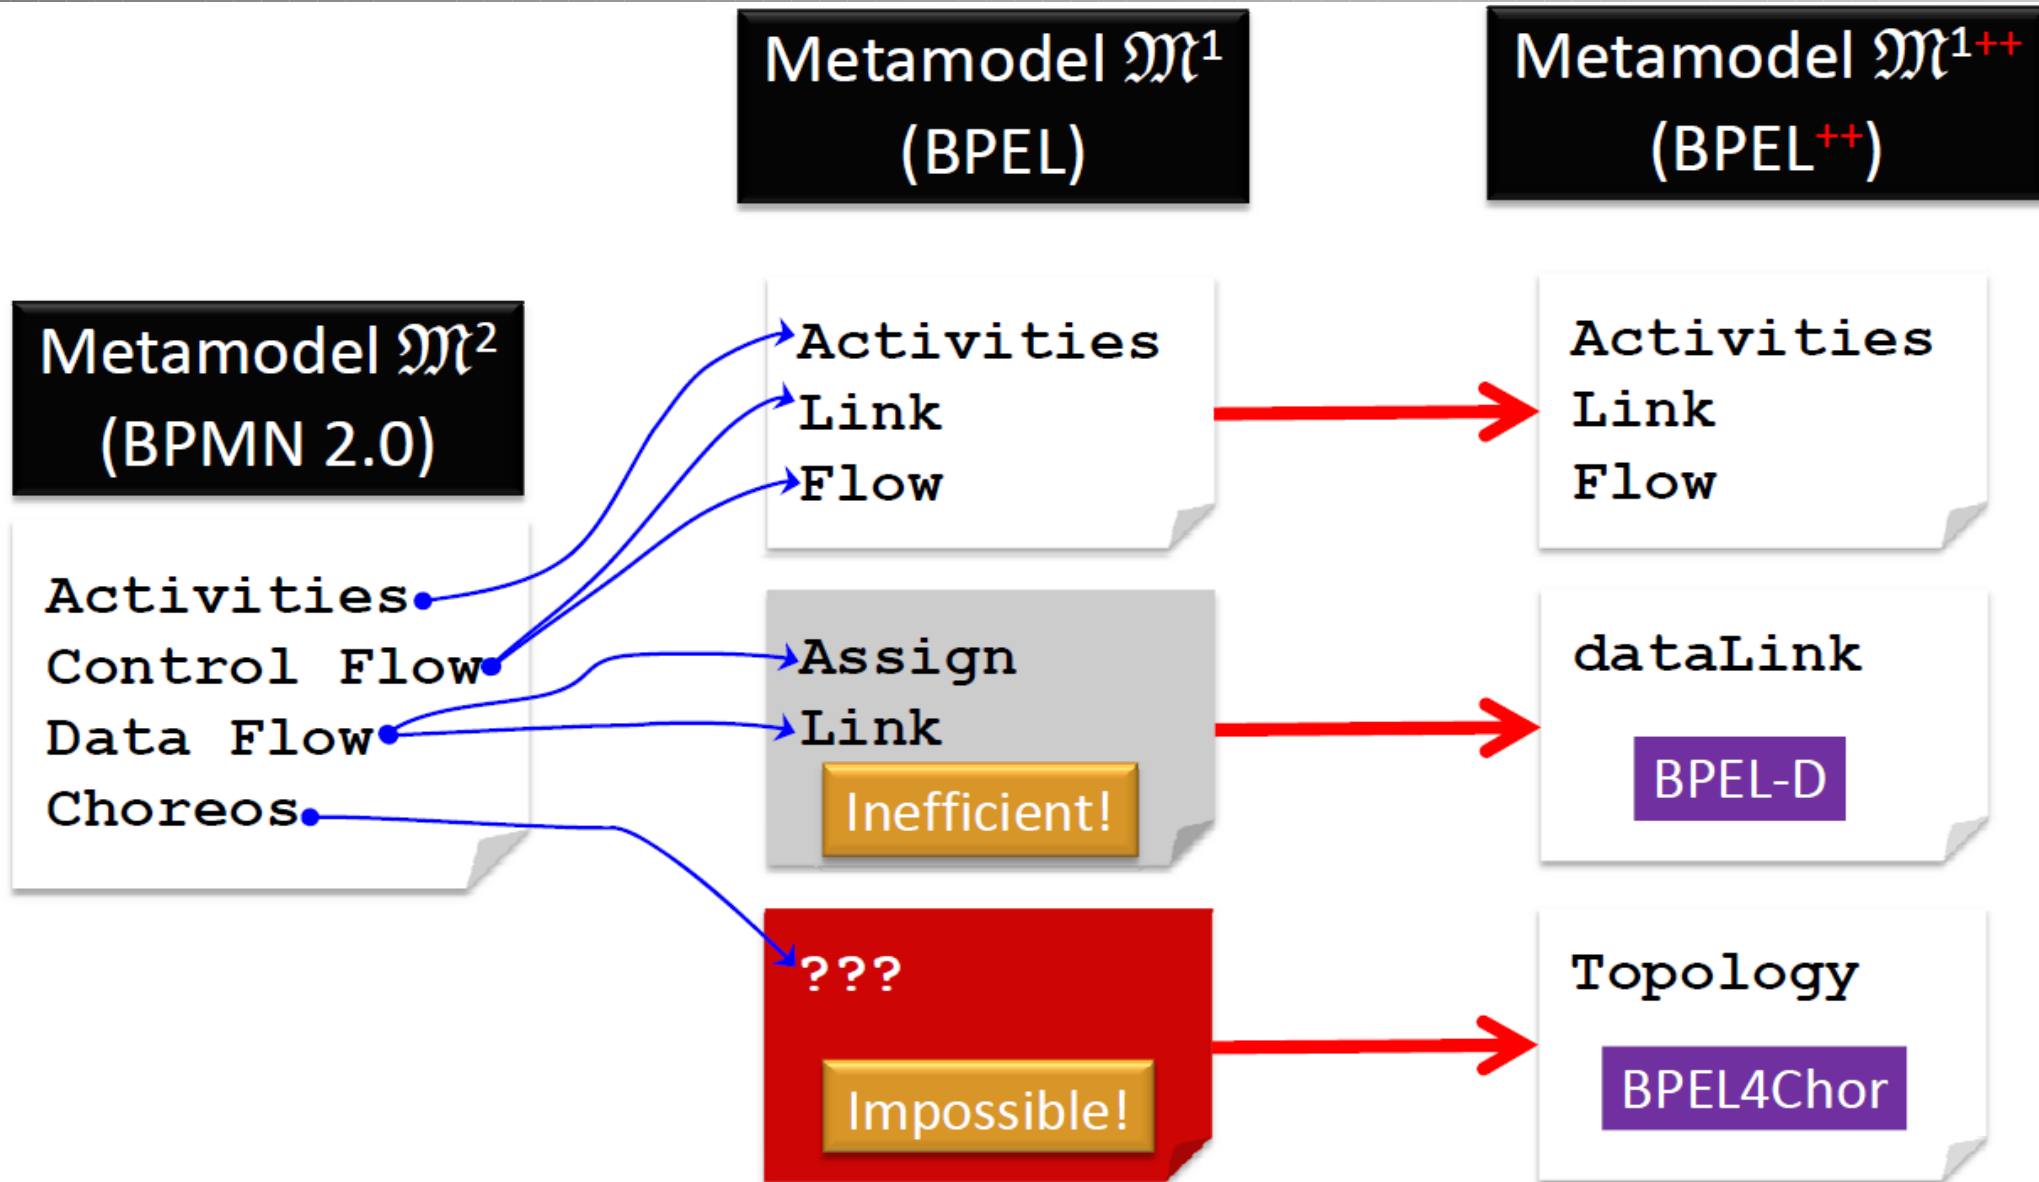 Metamodel 𝔐¹
(BPEL)
Metamodel 𝔐¹⁺⁺
(BPEL⁺⁺)
Metamodel 𝔐²
(BPMN 2.0)
Activities
Control Flow
Data Flow
Choreos
Activities
Link
Flow
Assign
Link
Inefficient!
???
Impossible!
Activities
Link
Flow
dataLink
BPEL-D
Topology
BPEL4Chor